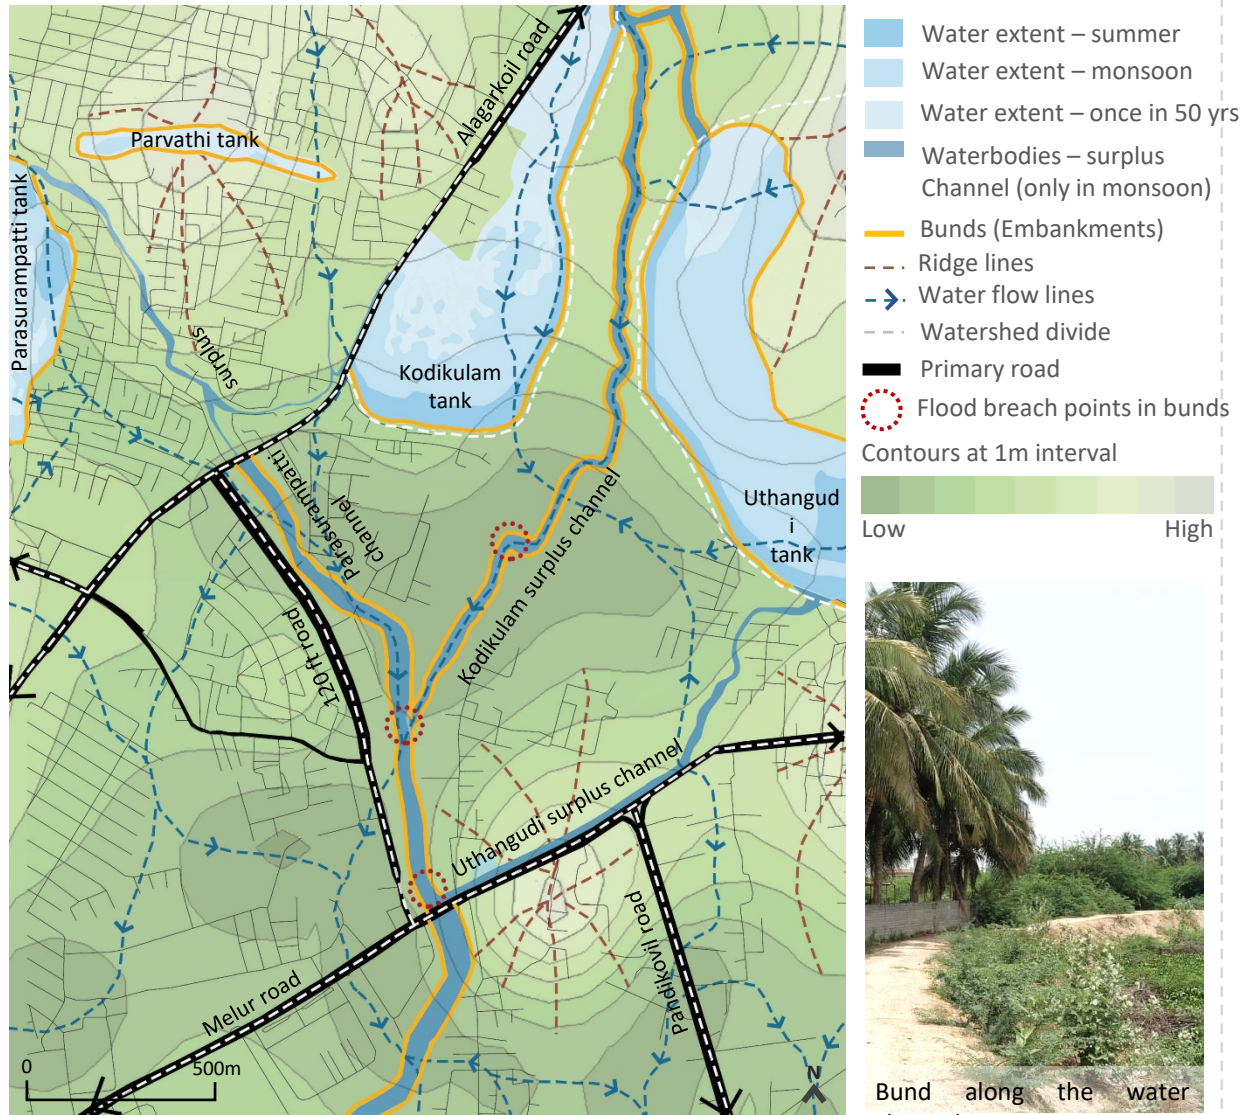 Alagarkoil road
Parvathi tank
Parasurampatti tank
surplus
Kodikulam
tank
Uthangud
i
tank
Parasurampatti
channel
Kodikulam surplus channel
120 ft road
Uthangudi surplus channel
Melur road
Pandikovil road
0
500m
N
Water extent – summer
Water extent – monsoon
Water extent – once in 50 yrs
Waterbodies – surplus
Channel (only in monsoon)
Bunds (Embankments)
Ridge lines
Water flow lines
Watershed divide
Primary road
Flood breach points in bunds
Contours at 1m interval
Low
High
Bund along the water